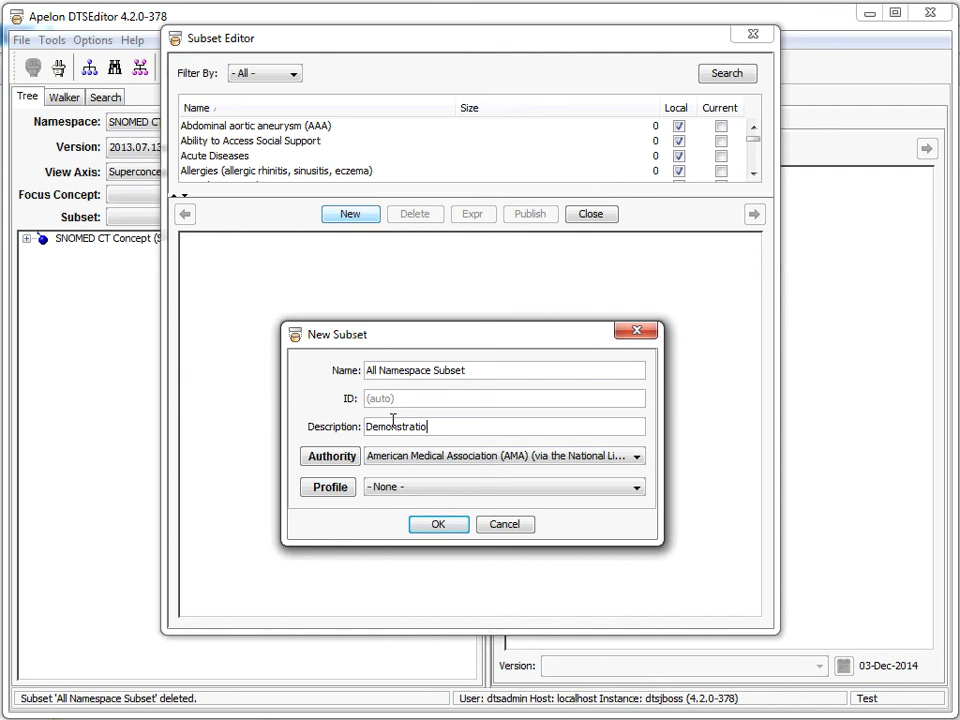 Apelon DTSEditor 4.2.0-378
File Tools Options Help
Tree Walker Search
Namespace: SNOMED CT
Version: 2013.07.13
View Axis: Superconce
Focus Concept:
Subset:
SNOMED CT Concept (S
Subset Editor
Filter By: - All - Search
Name Size Local Current
Abdominal aortic aneurysm (AAA) 0
Ability to Access Social Support 0
Acute Diseases 0
Allergies (allergic rhinitis, sinusitis, eczema) 0
New Delete Expr Publish Close
New Subset
Name: All Namespace Subset
ID: (auto)
Description: Demonstratio
Authority American Medical Association (AMA) (via the National Li...
Profile - None -
OK Cancel
Version: 03-Dec-2014
Subset 'All Namespace Subset' deleted. User: dtsadmin Host: localhost Instance: dtsjboss (4.2.0-378) Test